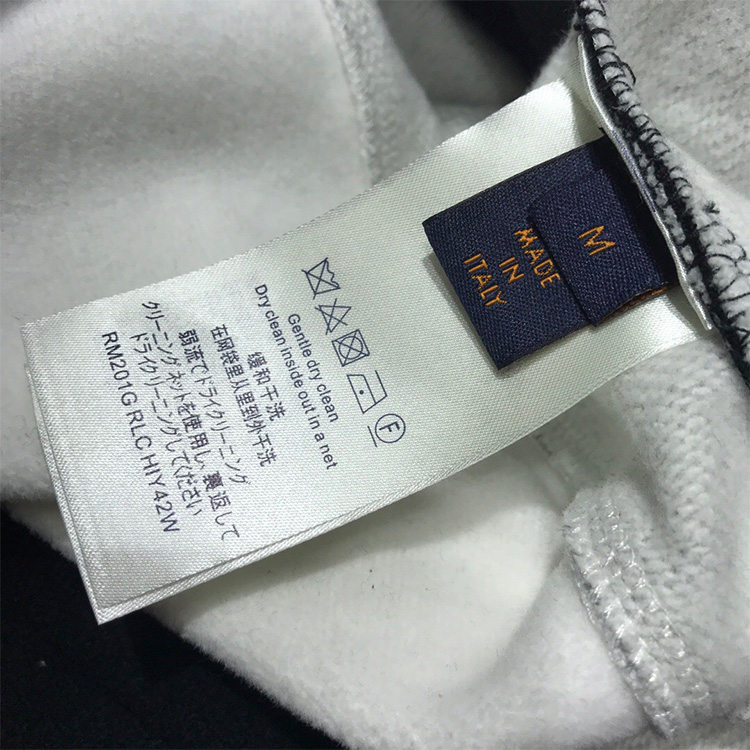 M
MADE
IN
ITALY
F
Gentle dry clean
Dry clean inside out in a net
缓和干洗
在网袋里从里到外干洗
弱流てドライクリーニング
クリーニングネットを使用し,裏返して
ドライクリーニングしてください
RM201G RLC HIY42W